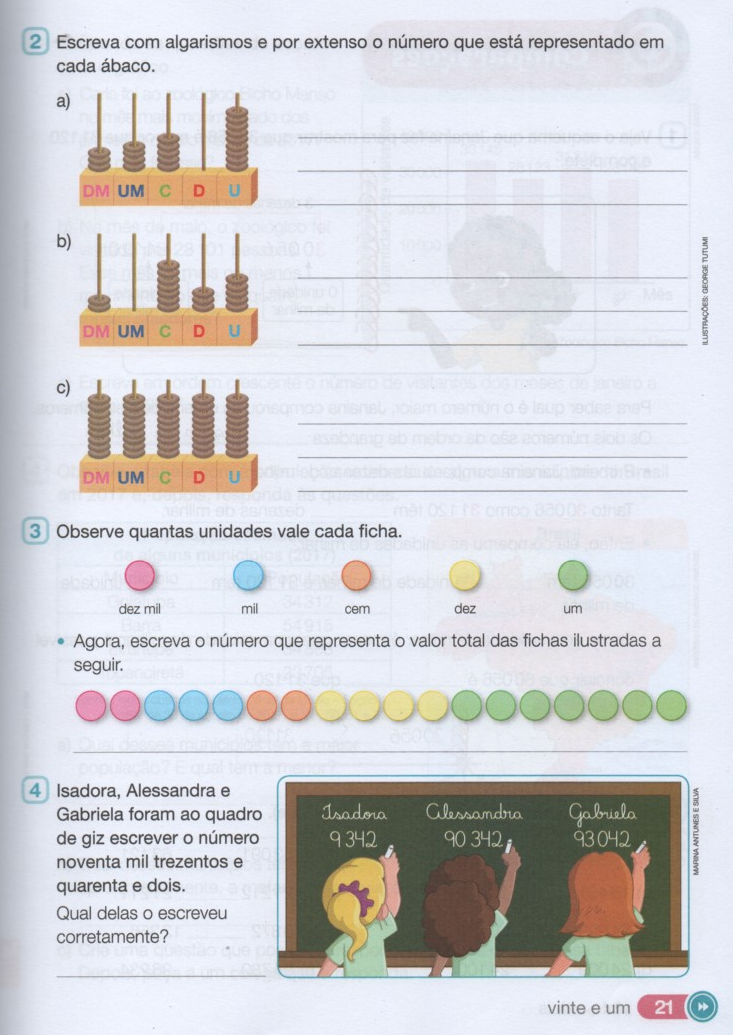 2 Escreva com algarismos e por extenso o número que está representado em
cada ábaco.
a)
DM UM C D U
b)
DM UM C D U
c)
DM UM C D U
ILUSTRAÇÕES: GEORGE TUTUMI
3 Observe quantas unidades vale cada ficha.
dez mil mil cem dez um
• Agora, escreva o número que representa o valor total das fichas ilustradas a
seguir.
4 Isadora, Alessandra e
Gabriela foram ao quadro
de giz escrever o número
noventa mil trezentos e
quarenta e dois.
Qual delas o escreveu
corretamente?
Isadora Alessandra Gabriela
9 342 90 342 93 042
MARINA ANTUNES E SILVA
vinte e um 21